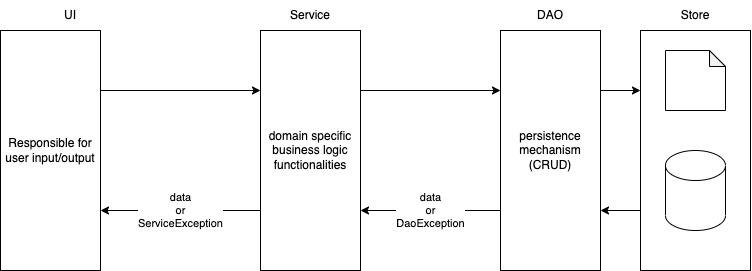 UI
Service
DAO
Store
Responsible for
user input/output
domain specific
business logic
functionalities
persistence
mechanism
(CRUD)
data
or
ServiceException
data
or
DaoException